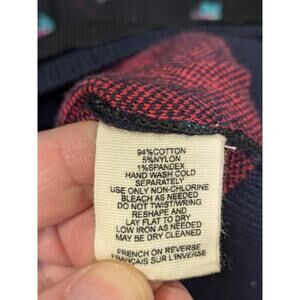 94%COTTON
5%NYLON
1%SPANDEX
HAND WASH COLD
SEPARATELY
USE ONLY NON-CHLORINE
BLEACH AS NEEDED
DO NOT TWIST/WRING
RESHAPE AND
LAY FLAT TO DRY
LOW IRON AS NEEDED
MAY BE DRY CLEANED
FRENCH ON REVERSE
FRANCAIS SUR L'INVERSE